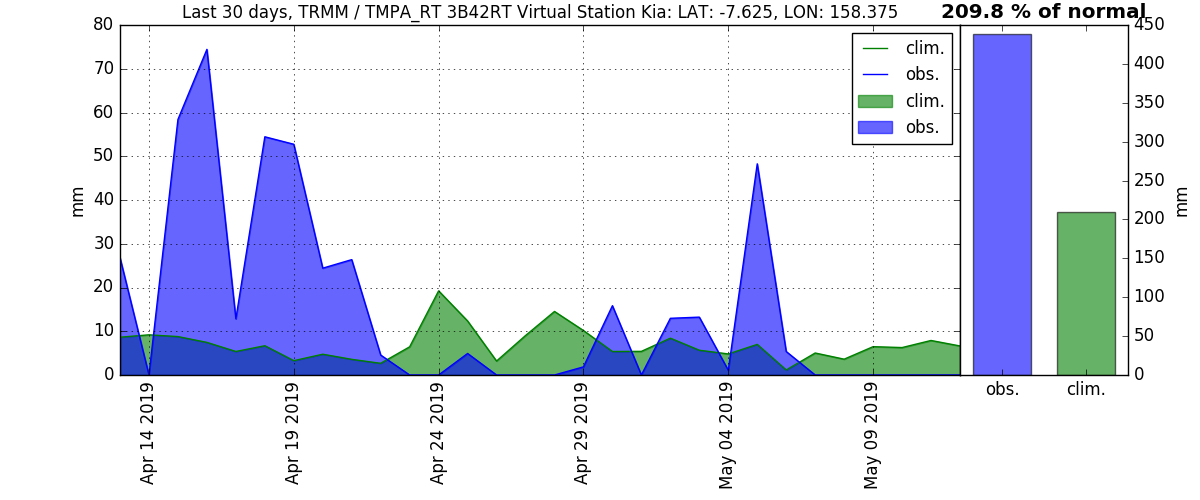 Last 30 days, TRMM / TMPA_RT 3B42RT Virtual Station Kia: LAT: -7.625, LON: 158.375
209.8 % of normal
80
70
60
50
40
30
20
10
0
mm
clim.
obs.
clim.
obs.
Apr 14 2019
Apr 19 2019
Apr 24 2019
Apr 29 2019
May 04 2019
May 09 2019
450
400
350
300
250
200
150
100
50
0
mm
obs.
clim.